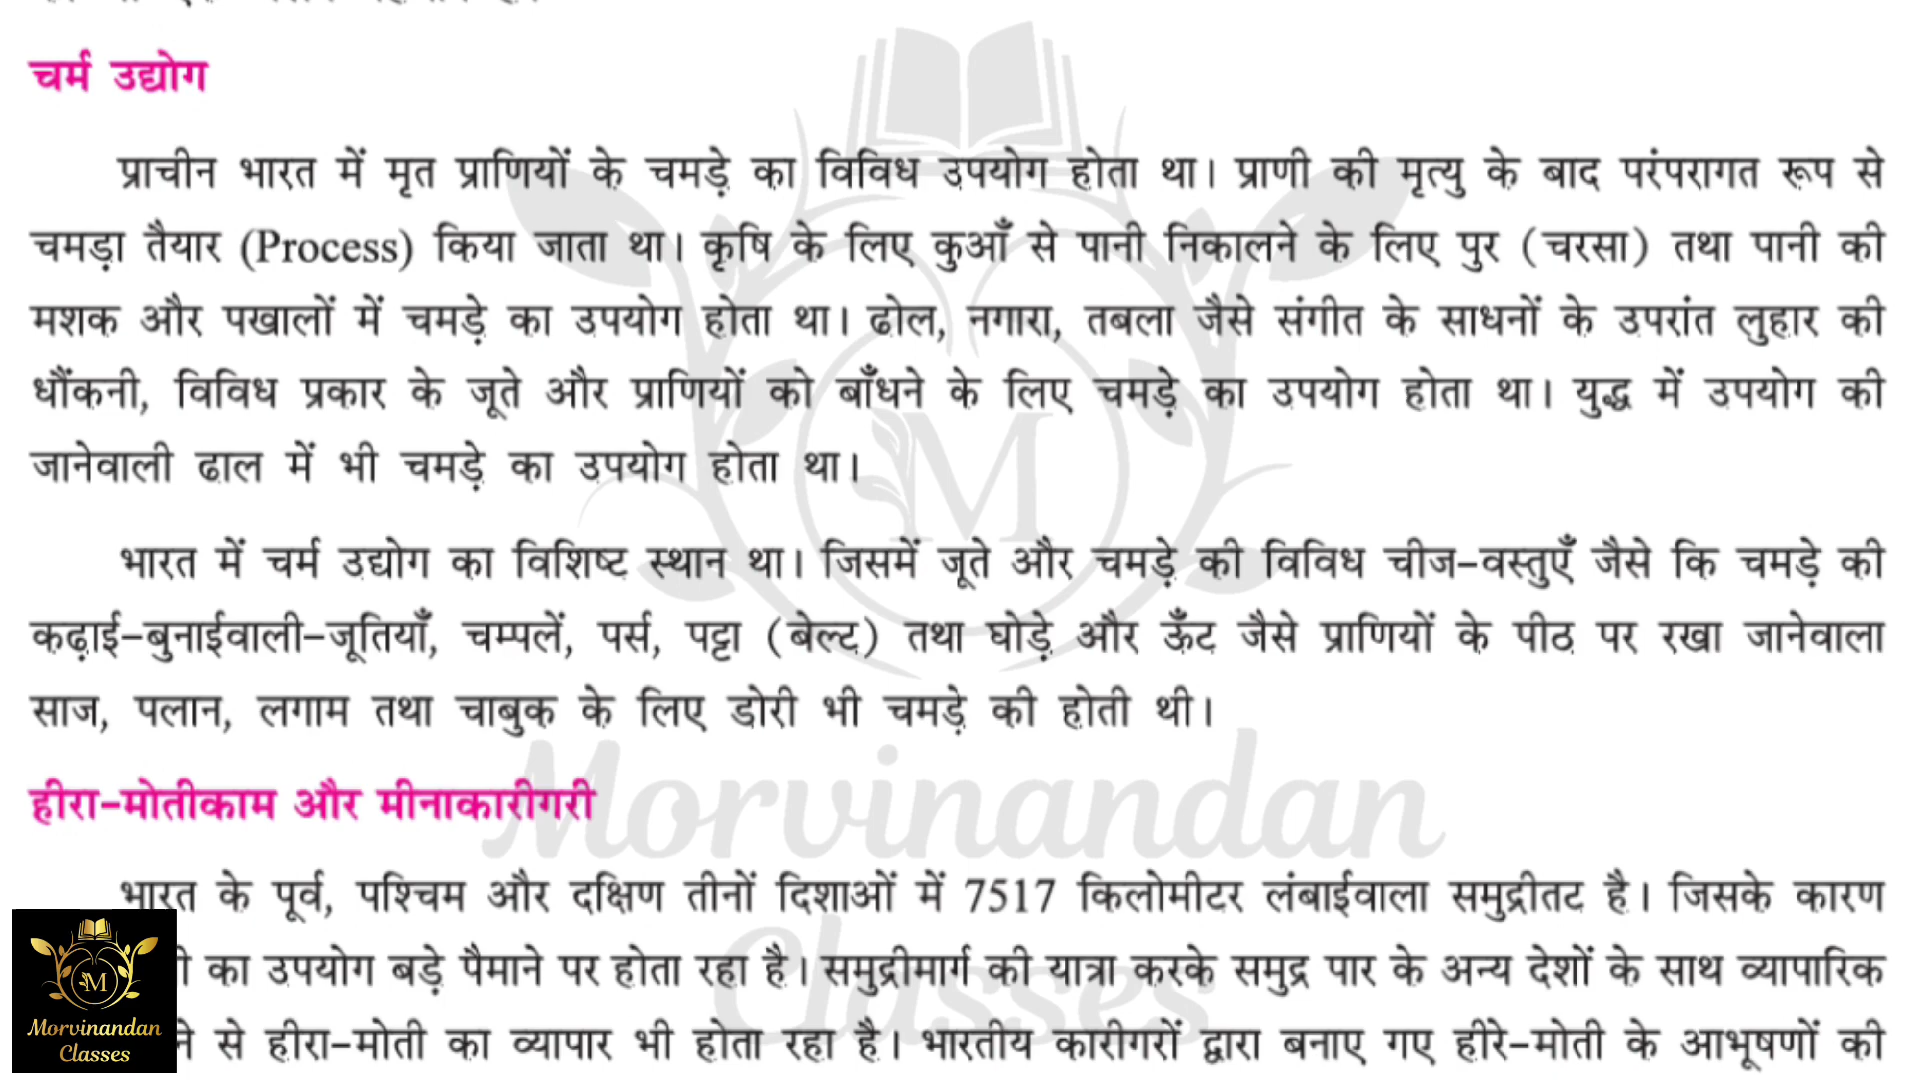 चर्म उद्योग
प्राचीन भारत में मृत प्राणियों के चमड़े का विविध उपयोग होता था। प्राणी की मृत्यु के बाद परंपरागत रूप से
चमड़ा तैयार (Process) किया जाता था। कृषि के लिए कुआँ से पानी निकालने के लिए पुर (चरसा) तथा पानी की
मशक और पखालों में चमड़े का उपयोग होता था। ढोल, नगारा, तबला जैसे संगीत के साधनों के उपरांत लुहार की
धौंकनी, विविध प्रकार के जूते और प्राणियों को बाँधने के लिए चमड़े का उपयोग होता था। युद्ध में उपयोग की
जानेवाली ढाल में भी चमड़े का उपयोग होता था।
भारत में चर्म उद्योग का विशिष्ट स्थान था। जिसमें जूते और चमड़े की विविध चीज-वस्तुएँ जैसे कि चमड़े की
कढ़ाई-बुनाईवाली-जूतियाँ, चम्पलें, पर्स, पट्टा (बेल्ट) तथा घोड़े और ऊँट जैसे प्राणियों के पीठ पर रखा जानेवाला
साज, पलान, लगाम तथा चाबुक के लिए डोरी भी चमड़े की होती थी।
हीरा-मोतीकाम और मीनाकारीगरी
भारत के पूर्व, पश्चिम और दक्षिण तीनों दिशाओं में 7517 किलोमीटर लंबाईवाला समुद्रीतट है। जिसके कारण
का उपयोग बड़े पैमाने पर होता रहा है। समुद्रीमार्ग की यात्रा करके समुद्र पार के अन्य देशों के साथ व्यापारिक
से हीरा-मोती का व्यापार भी होता रहा है। भारतीय कारीगरों द्वारा बनाए गए हीरे-मोती के आभूषणों की
M
Morvinandan
Classes
M
Morvinandan
Classes